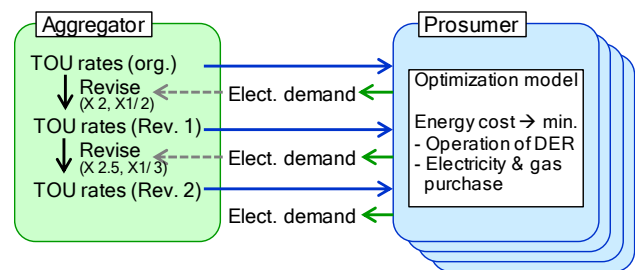 Aggregator
TOU rates (org.)
Revise
(X 2, X1/2)
TOU rates (Rev. 1)
Revise
(X 2.5, X1/3)
TOU rates (Rev. 2)
Elect. demand
Elect. demand
Elect. demand
Prosumer
Optimization model
Energy cost → min.
- Operation of DER
- Electricity & gas
purchase